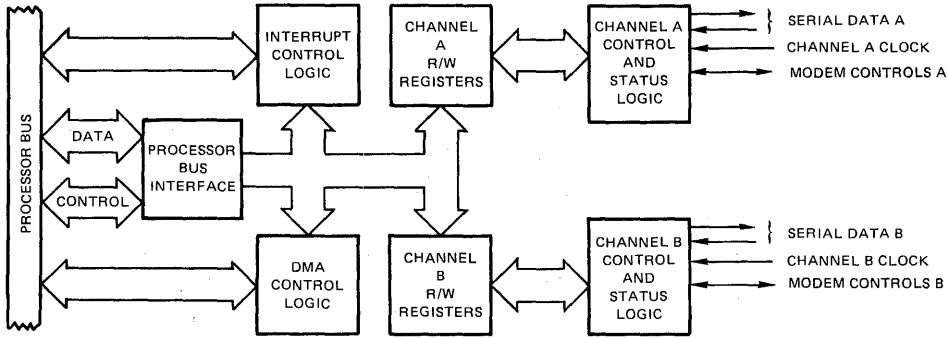 PROCESSOR BUS
INTERRUPT
CONTROL
LOGIC
CHANNEL
A
R/W
REGISTERS
CHANNEL A
CONTROL
AND
STATUS
LOGIC
SERIAL DATA A
CHANNEL A CLOCK
MODEM CONTROLS A
DATA
CONTROL
PROCESSOR
BUS
INTERFACE
DMA
CONTROL
LOGIC
CHANNEL
B
R/W
REGISTERS
CHANNEL B
CONTROL
AND
STATUS
LOGIC
SERIAL DATA B
CHANNEL B CLOCK
MODEM CONTROLS B